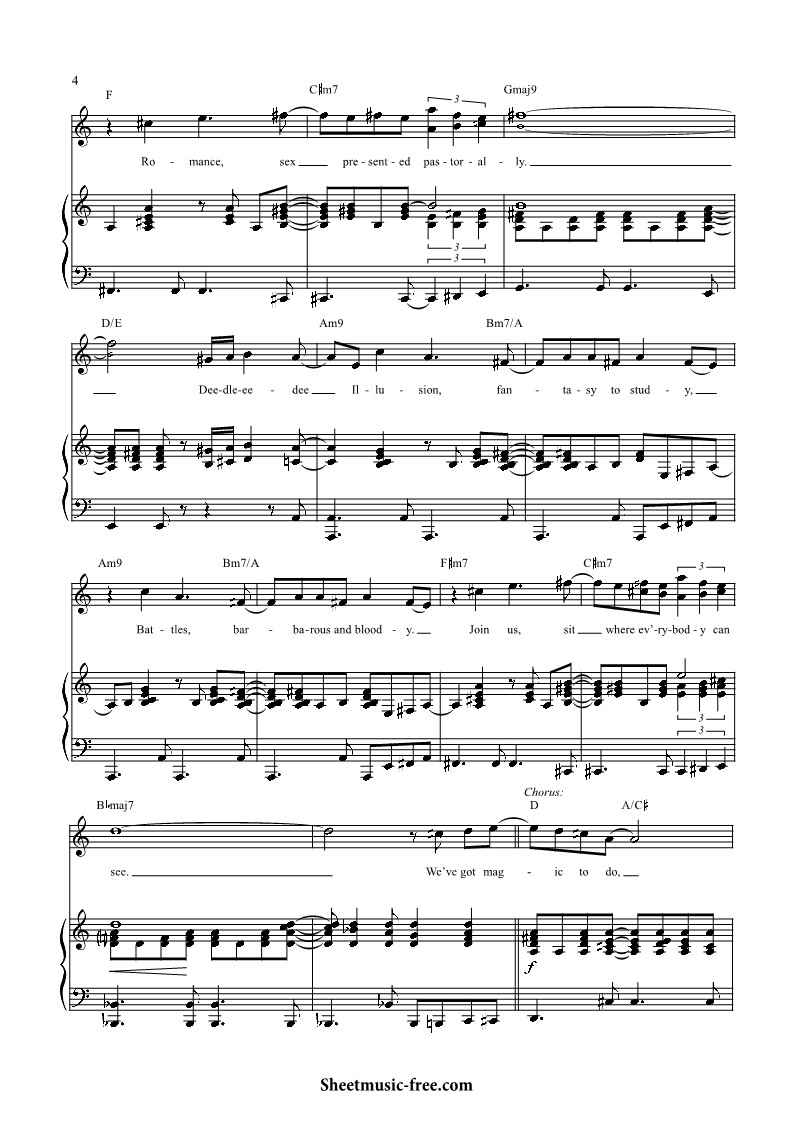 4
F C♯m7 Gmaj9
3
Ro - mance, sex present - ed pas - tor - al - ly.
3
3
D/E Am9 Bm7/A
Dee-dle-ee - dee Il - lu - sion, fan - ta - sy to stud - y,
Am9 Bm7/A F♯m7 C♯m7
3
Bat - tles, bar - ba-rous and blood - y. Join us, sit where ev'-ry-bod - y can
3
3
Chorus:
B♭maj7 D A/C♯
see. We've got mag - ic to do,
f
Sheetmusic-free.com